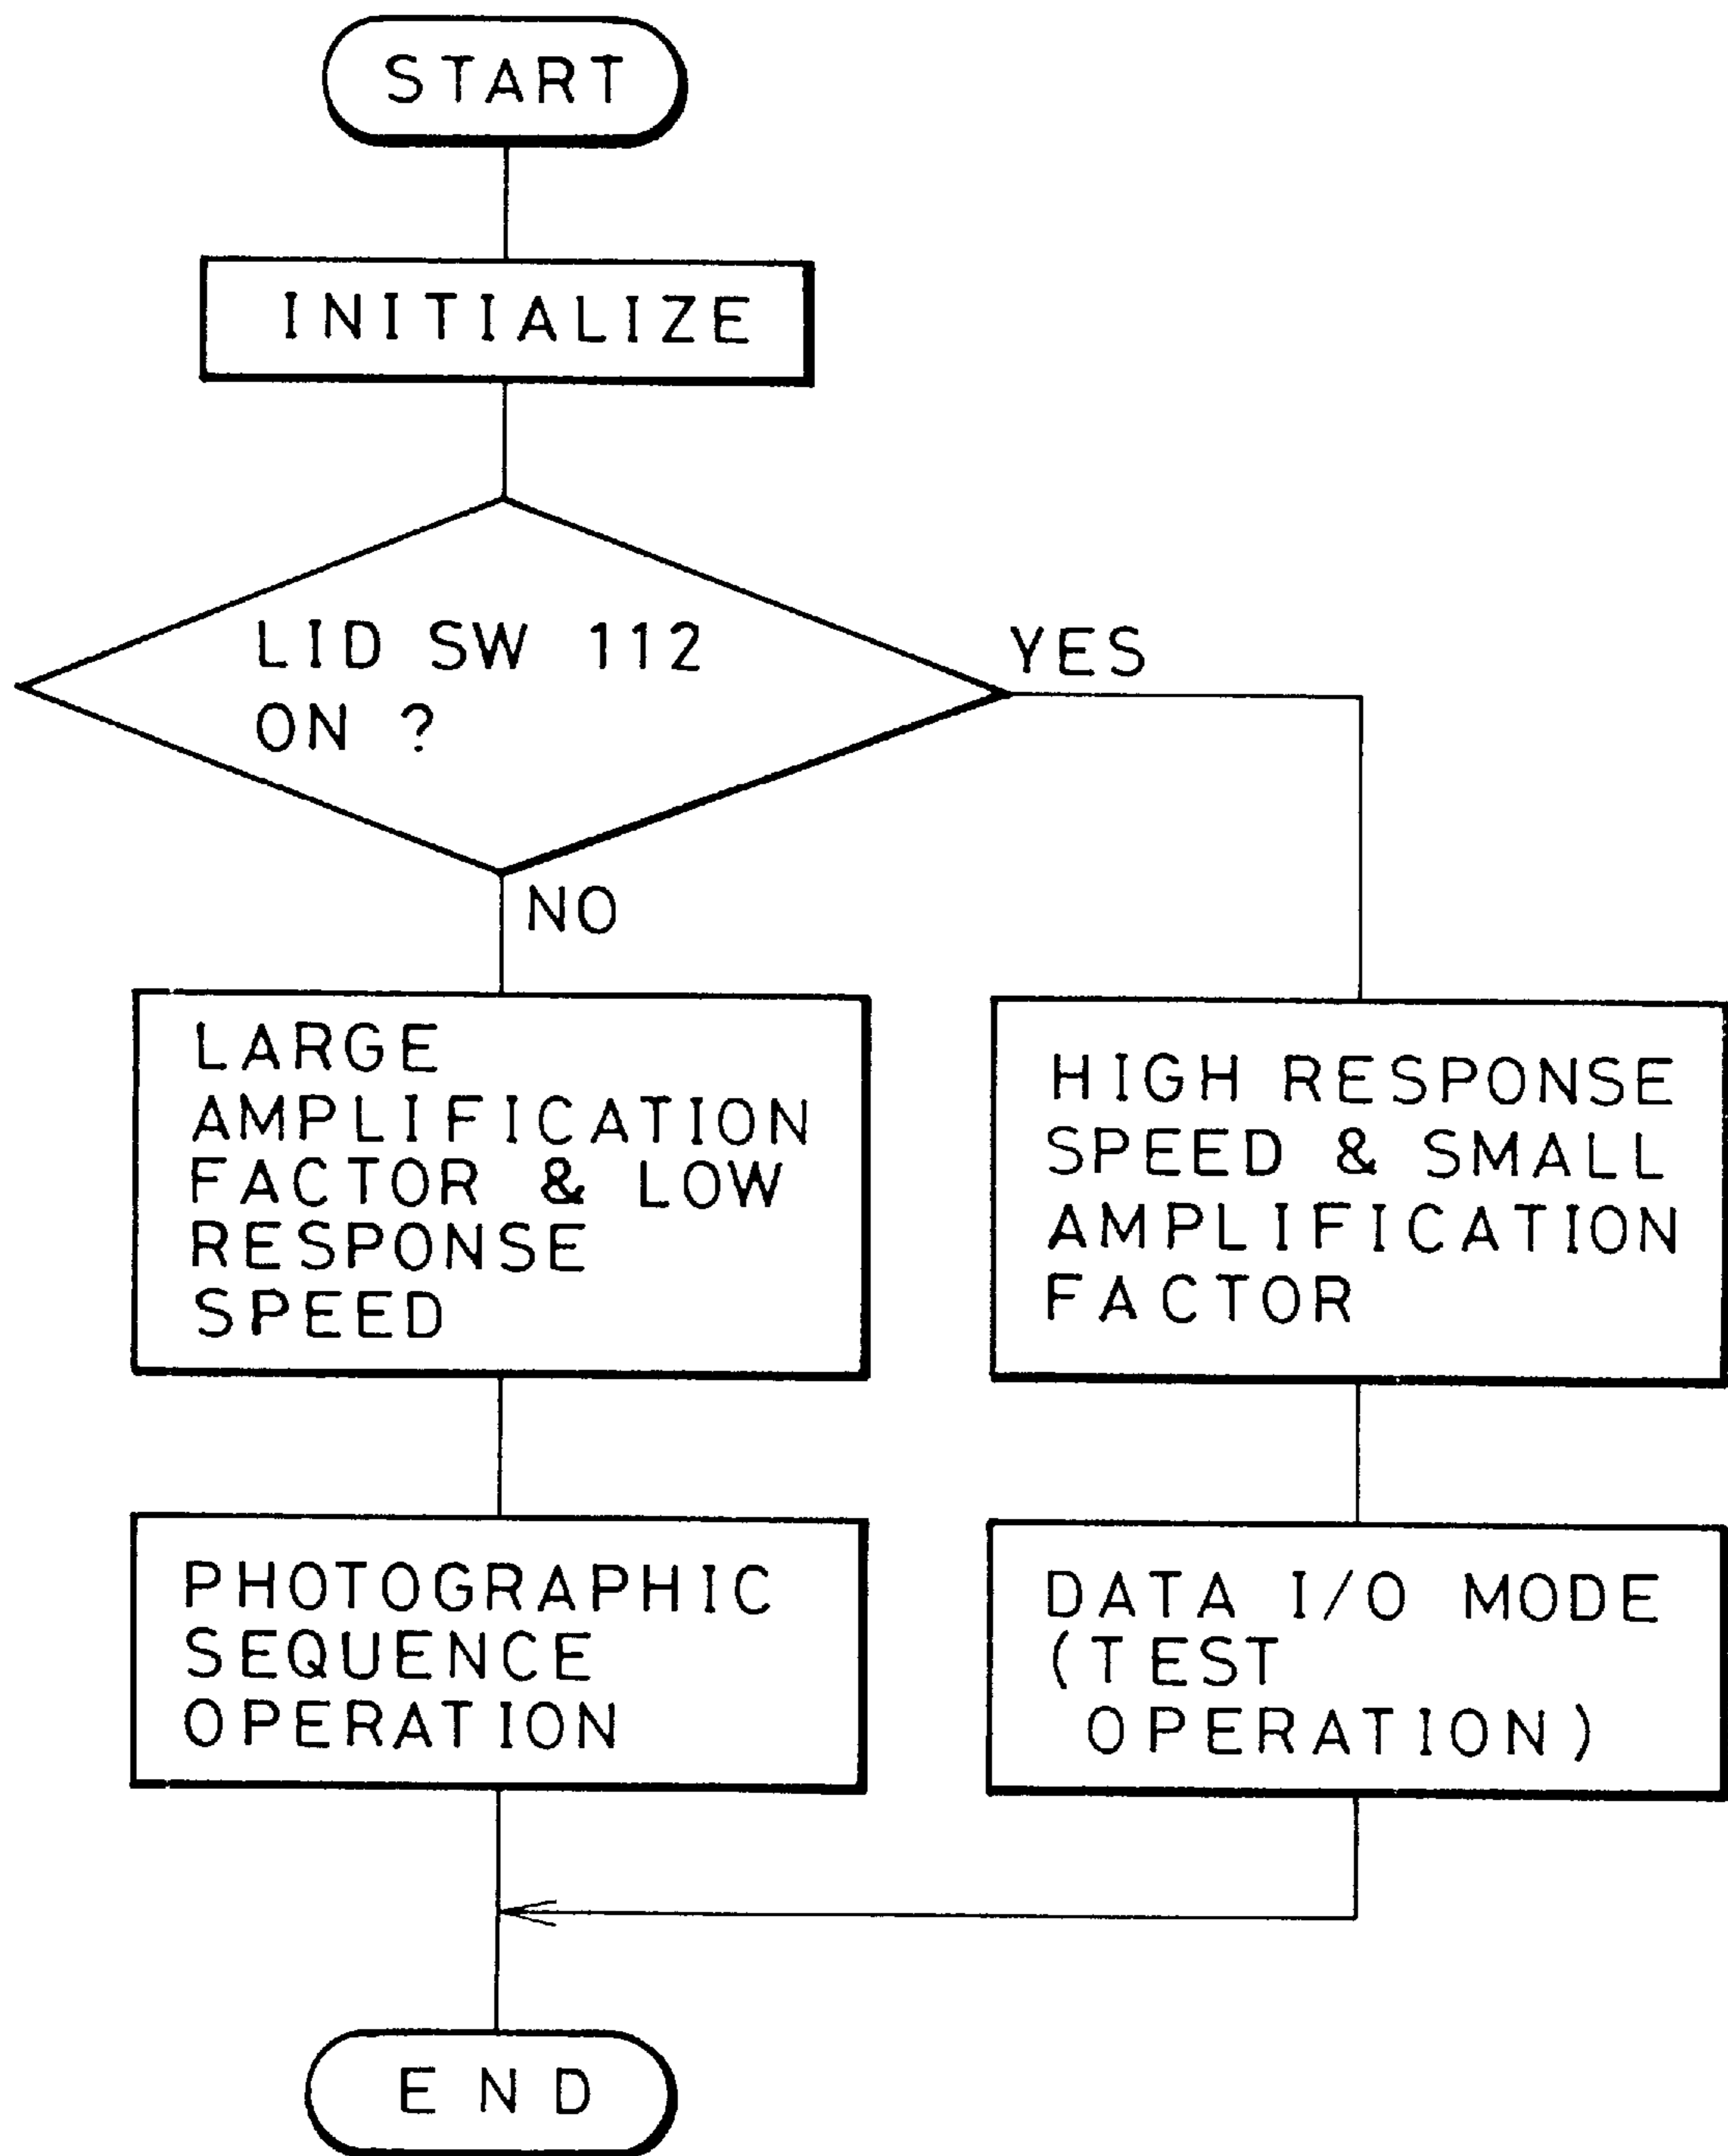 START
INITIALIZE
LID SW 112
ON ?
YES
NO
LARGE
AMPLIFICATION
FACTOR & LOW
RESPONSE
SPEED
HIGH RESPONSE
SPEED & SMALL
AMPLIFICATION
FACTOR
PHOTOGRAPHIC
SEQUENCE
OPERATION
DATA I/O MODE
(TEST
OPERATION)
END